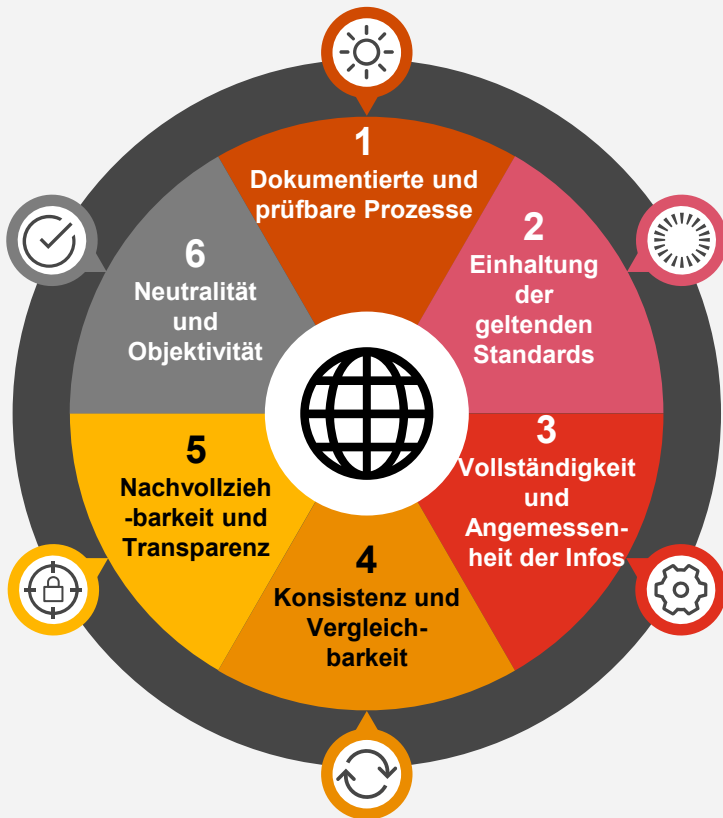 1
Dokumentierte und
prüfbare Prozesse
2
Einhaltung
der
geltenden
Standards
3
Vollständigkeit
und
Angemessen-
heit der Infos
4
Konsistenz und
Vergleich-
barkeit
5
Nachvollzieh
-barkeit und
Transparenz
6
Neutralität
und
Objektivität